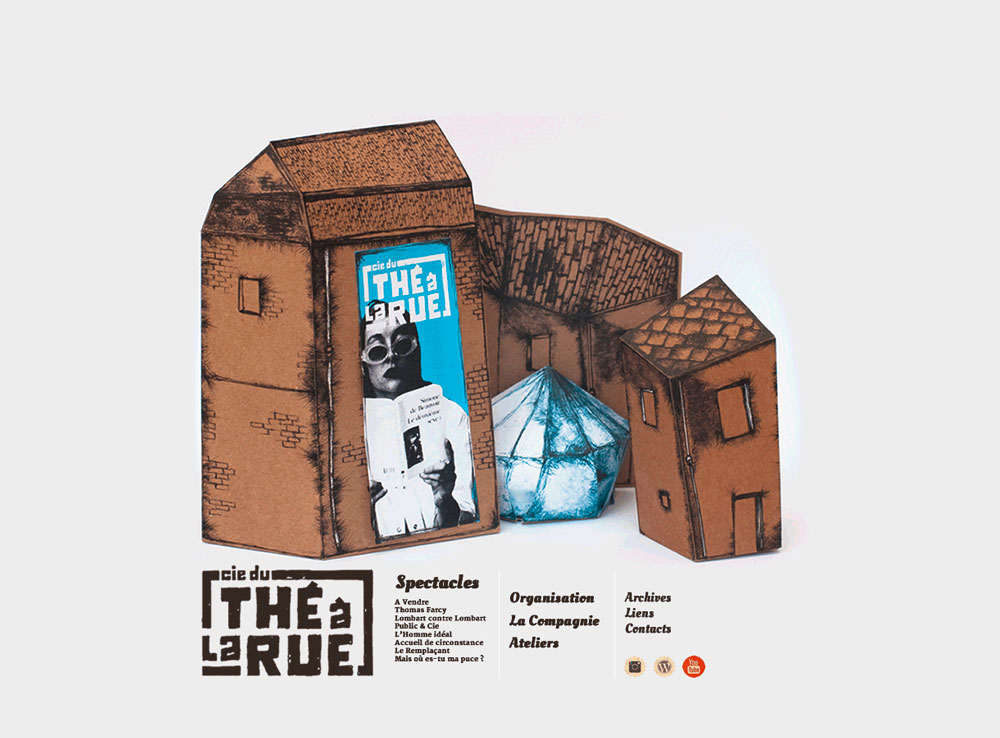 cie du
THÉ à
La RUE
Simone
de Beauvoir
Le deuxième
sexe 1
cie du
THÉ à
La RUE
Spectacles
A Vendre
Thomas Farcy
Lombart contre Lombart
Public & Cie
L'Homme idéal
Accueil de circonstance
Le Remplaçant
Mais où es-tu ma puce ?
Organisation
La Compagnie
Ateliers
Archives
Liens
Contacts
W
You
Tube